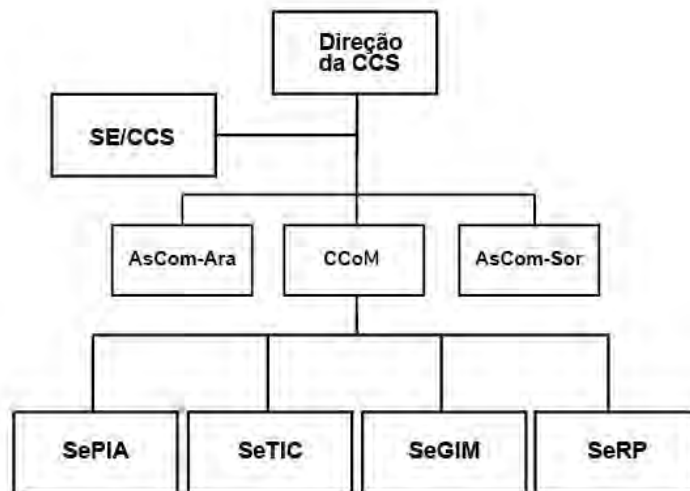 Direção
da CCS
SE/CCS
AsCom-Ara
CCoM
AsCom-Sor
SePIA
SeTIC
SeGIM
SeRP